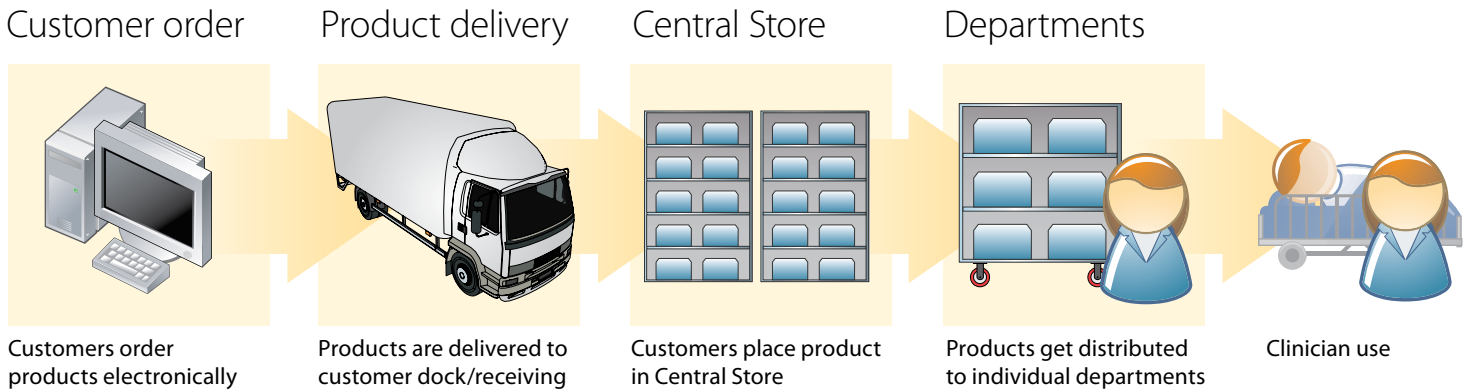 Customer order
Product delivery
Central Store
Departments
Customers order
products electronically
Products are delivered to
customer dock/receiving
Customers place product
in Central Store
Products get distributed
to individual departments
Clinician use